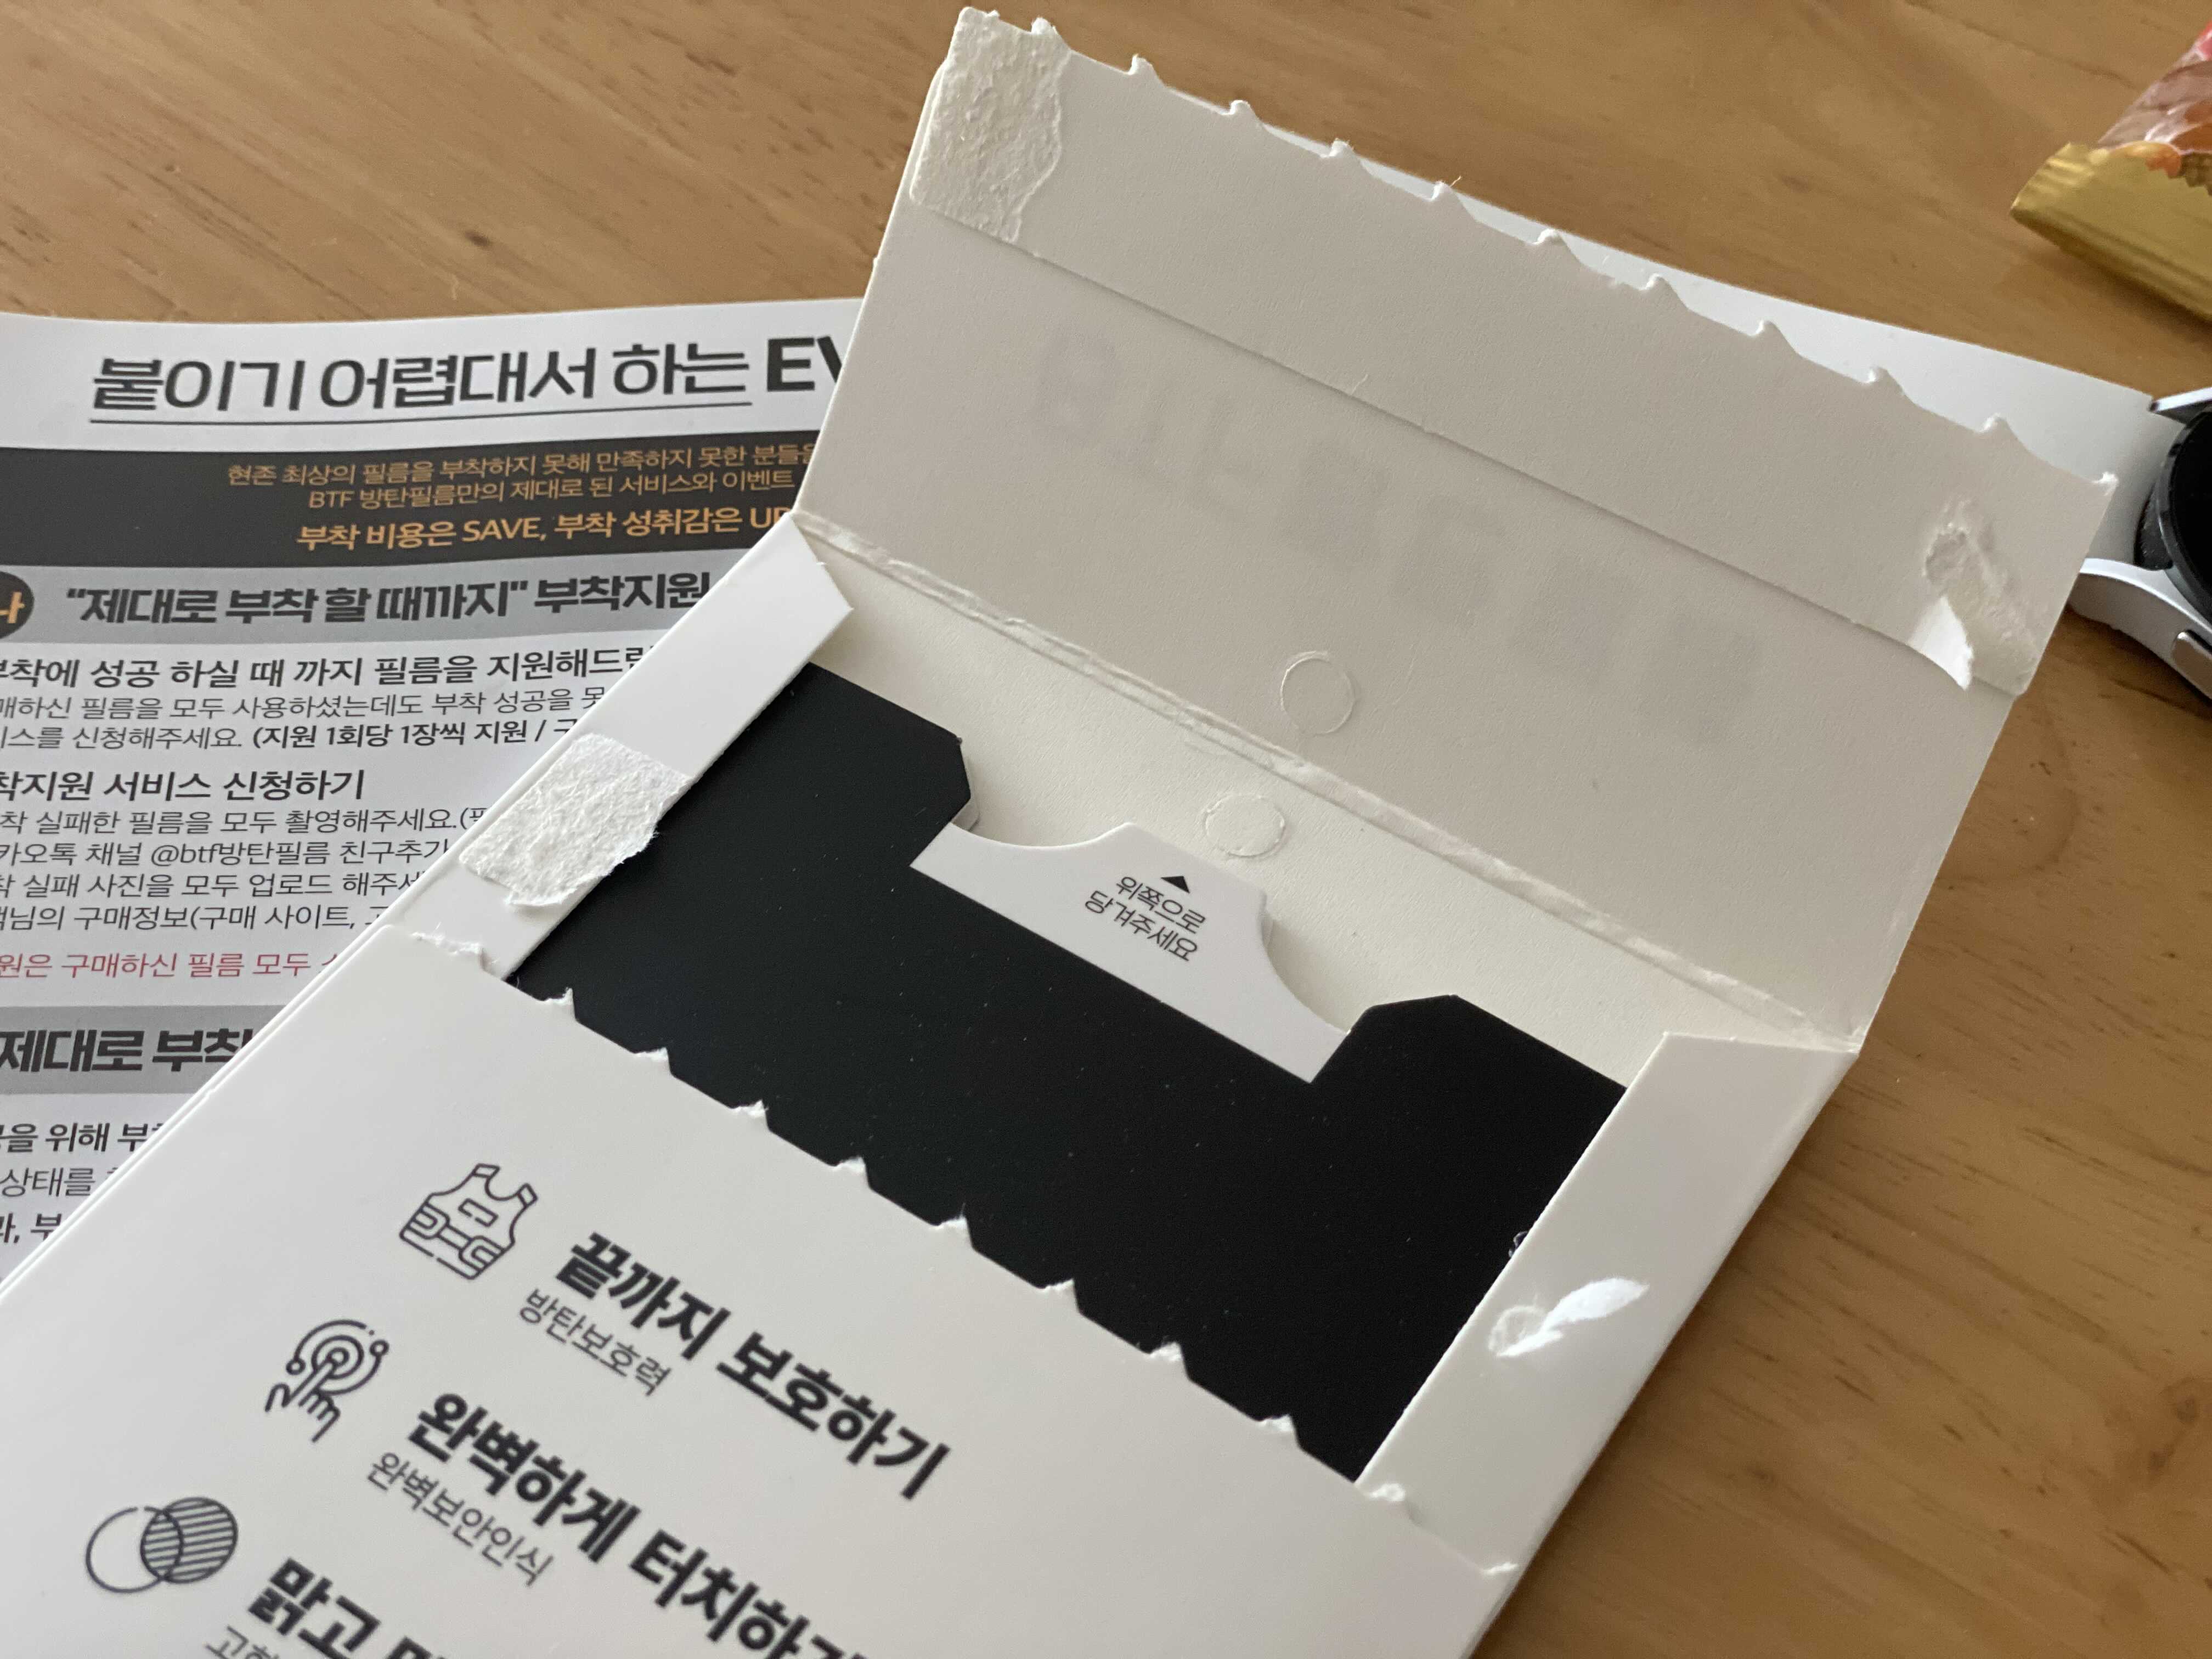 붙이기 어렵대서 하는
현존 최상의 필름을 부착하지 못해 만족하지 못한 분들을
BTF 방탄필름만의 제대로 된 서비스와 이벤트
부착 비용은 SAVE, 부착 성취감은 UP
"제대로 부착 할 때까지" 부착지원
부착에 성공 하실 때 까지 필름을
매하신 필름을 모두 사용하셨는데도 부착 성공을
신청해주세요. (지원 1회당 1장씩 지원 /
착지원 서비스 신청하기
착 실패한 필름을 모두 촬영해주세요.
카오톡 채널 @btf방탄필름 친구추가
착 실패 사진을 모두 업로드
객님의 구매정보(구매 사이트,
원은 구매하신 필름 모두
제대로 부착
을 위해
상태를
위쪽으로
당겨주세요
끝까지 보호하기
방탄보호력
완벽하게 터치하기
완벽보안인식
맑고